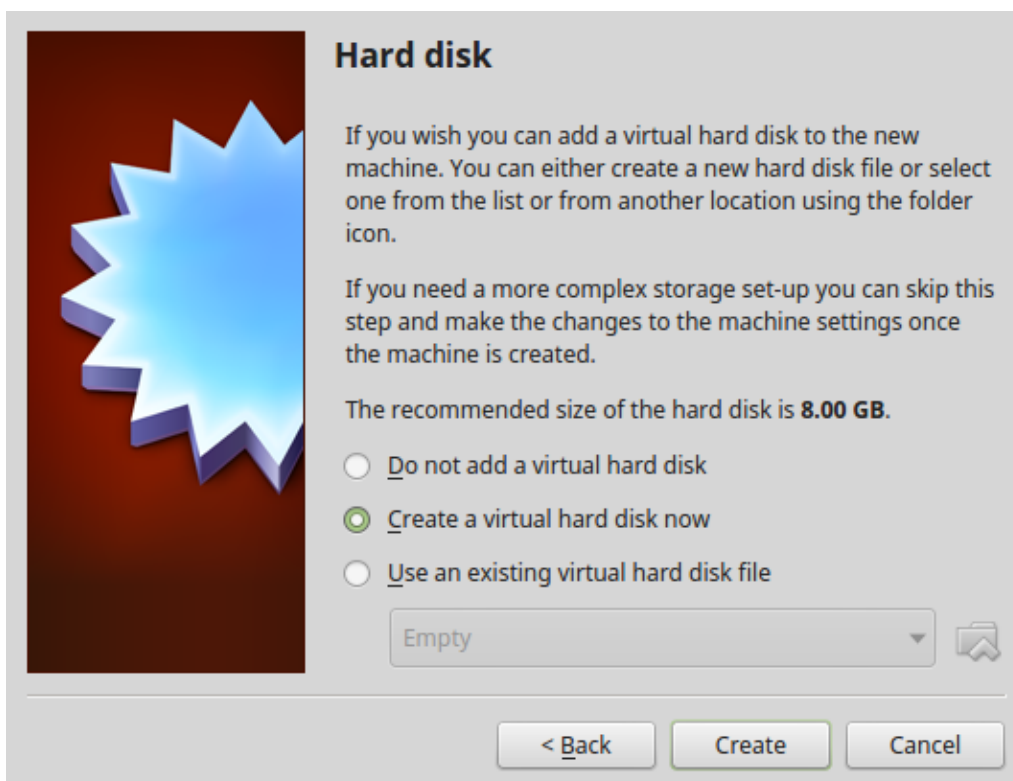 Hard disk
If you wish you can add a virtual hard disk to the new
machine. You can either create a new hard disk file or select
one from the list or from another location using the folder
icon.
If you need a more complex storage set-up you can skip this
step and make the changes to the machine settings once
the machine is created.
The recommended size of the hard disk is 8.00 GB.
Do not add a virtual hard disk
Create a virtual hard disk now
Use an existing virtual hard disk file
Empty
< Back Create Cancel